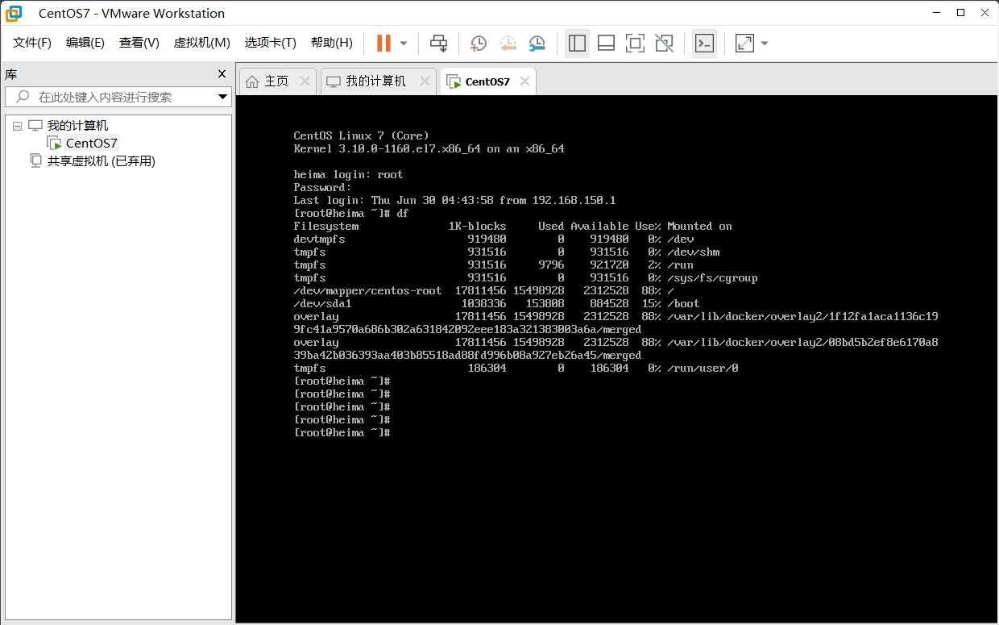 CentOS7 - VMware Workstation
文件(F) 编辑(E) 查看(V) 虚拟机(M) 选项卡(T) 帮助(H)
库
在此处键入内容进行搜索
我的计算机
CentOS7
共享虚拟机 (已弃用)
主页 我的计算机 CentOS7
CentOS Linux 7 (Core)
Kernel 3.10.0-1160.el7.x86_64 on an x86_64
heima login: root
Password:
Last login: Thu Jun 30 04:43:58 from 192.168.150.1
[root@heima ~]# df
Filesystem 1K-blocks Used Available Use% Mounted on
devtmpfs 919480 0 919480 0% /dev
tmpfs 931516 0 931516 0% /dev/shm
tmpfs 931516 9796 921720 2% /run
tmpfs 931516 0 931516 0% /sys/fs/cgroup
/dev/mapper/centos-root 17811456 15498928 2312528 88% /
/dev/sda1 1038336 153808 884528 15% /boot
overlay 17811456 15498928 2312528 88% /var/lib/docker/overlay2/1f12fa1aca1136c19
9fc41a9570a686b302a631842092eee183a321383003a6a/merged
overlay 17811456 15498928 2312528 88% /var/lib/docker/overlay2/08bd5b2ef8e6170a8
39ba42b036393aa403b85518ad88fd996b08a927eb26a45/merged
tmpfs 186304 0 186304 0% /run/user/0
[root@heima ~]#
[root@heima ~]#
[root@heima ~]#
[root@heima ~]#
[root@heima ~]#